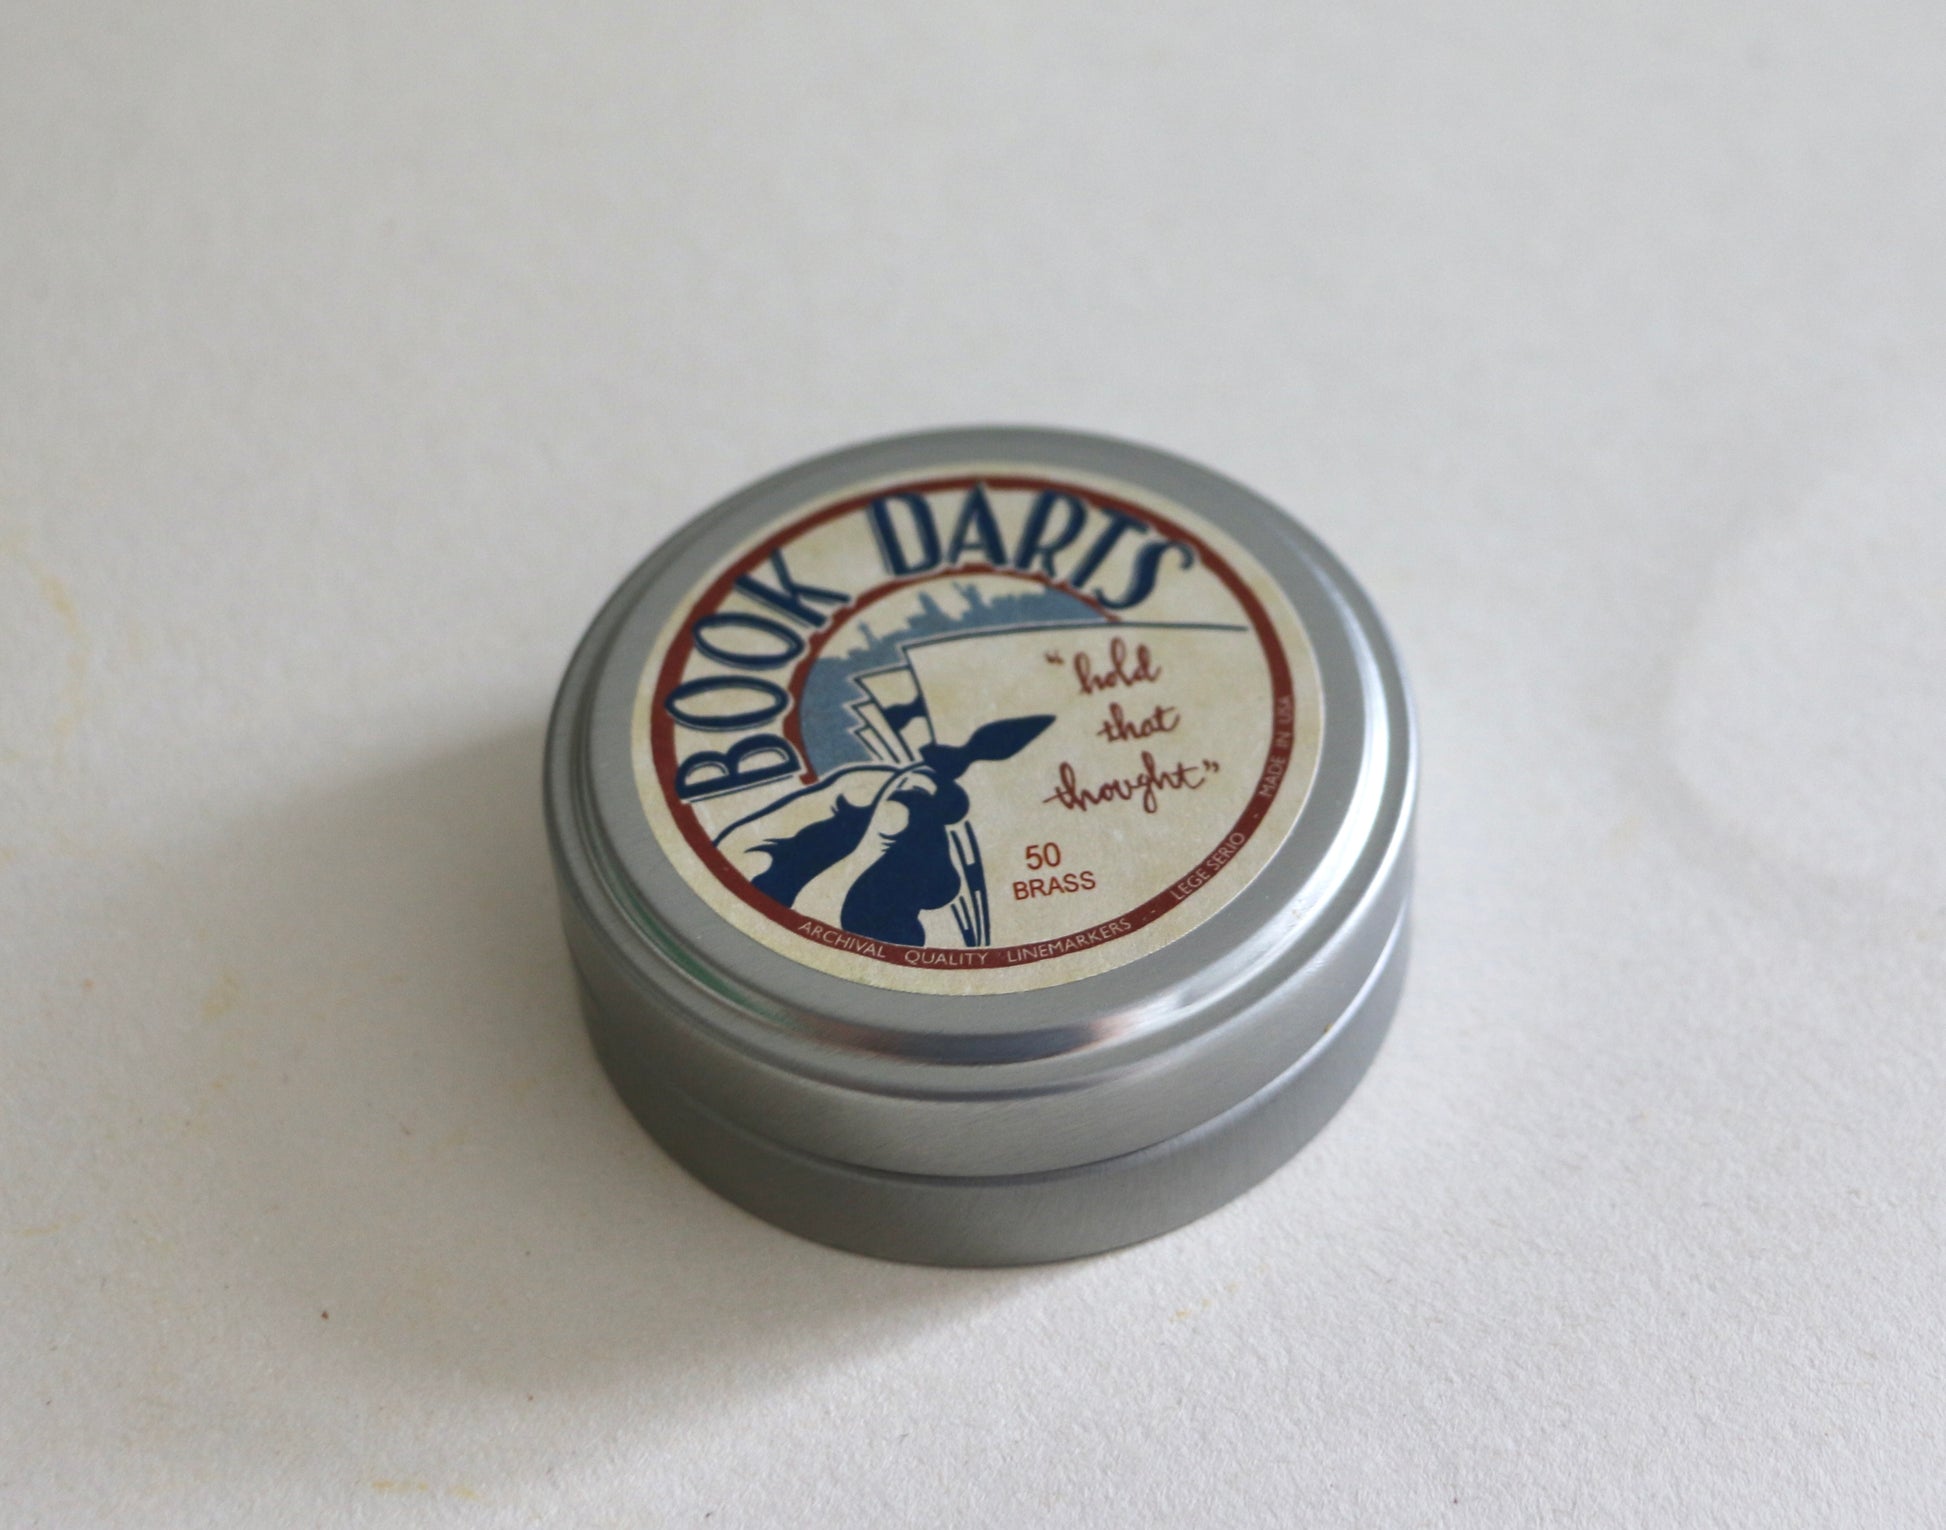 BOOK DARTS
“hold
that
thought”
50
BRASS
ARCHIVAL QUALITY LINEMARKERS - - LEGE SERIO - MADE IN USA